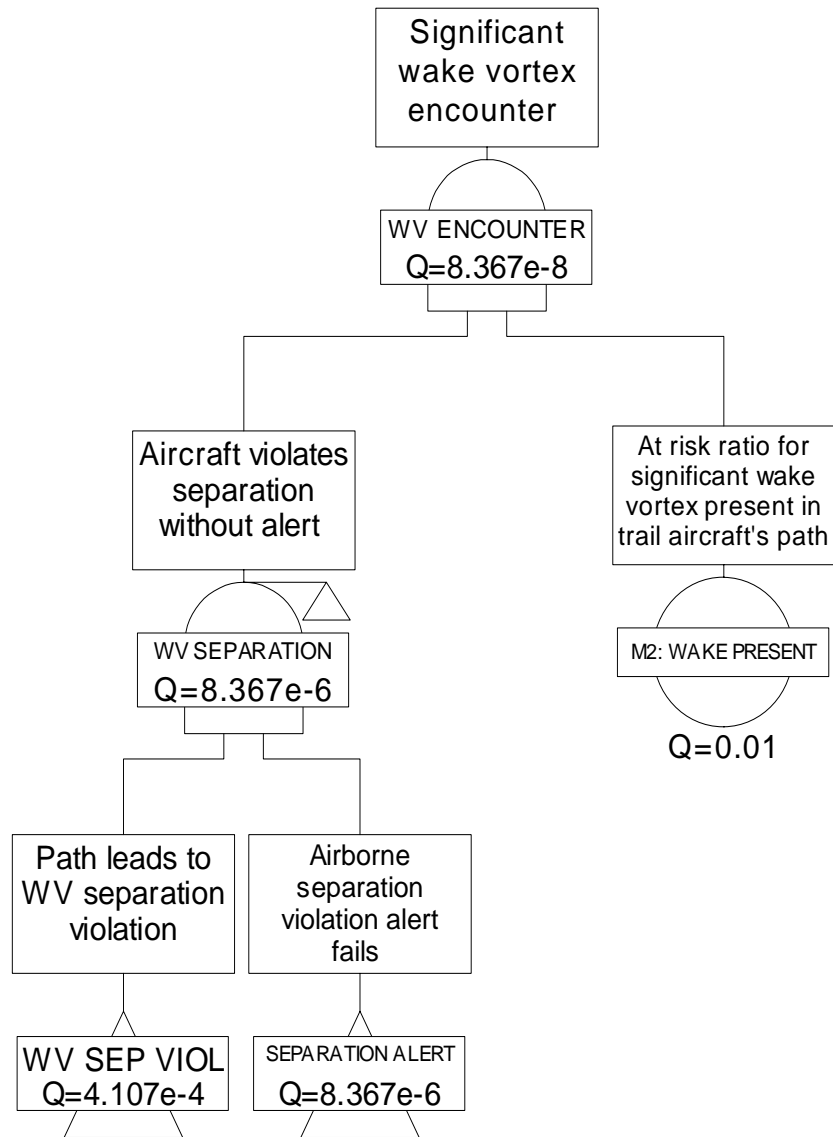 Significant
wake vortex
encounter
WV ENCOUNTER
Q=8.367e-8
Aircraft violates
separation
without alert
At risk ratio for
significant wake
vortex present in
trail aircraft's path
WV SEPARATION
Q=8.367e-6
M2: WAKE PRESENT
Q=0.01
Path leads to
WV separation
violation
Airborne
separation
violation alert
fails
WV SEP VIOL
Q=4.107e-4
SEPARATION ALERT
Q=8.367e-6